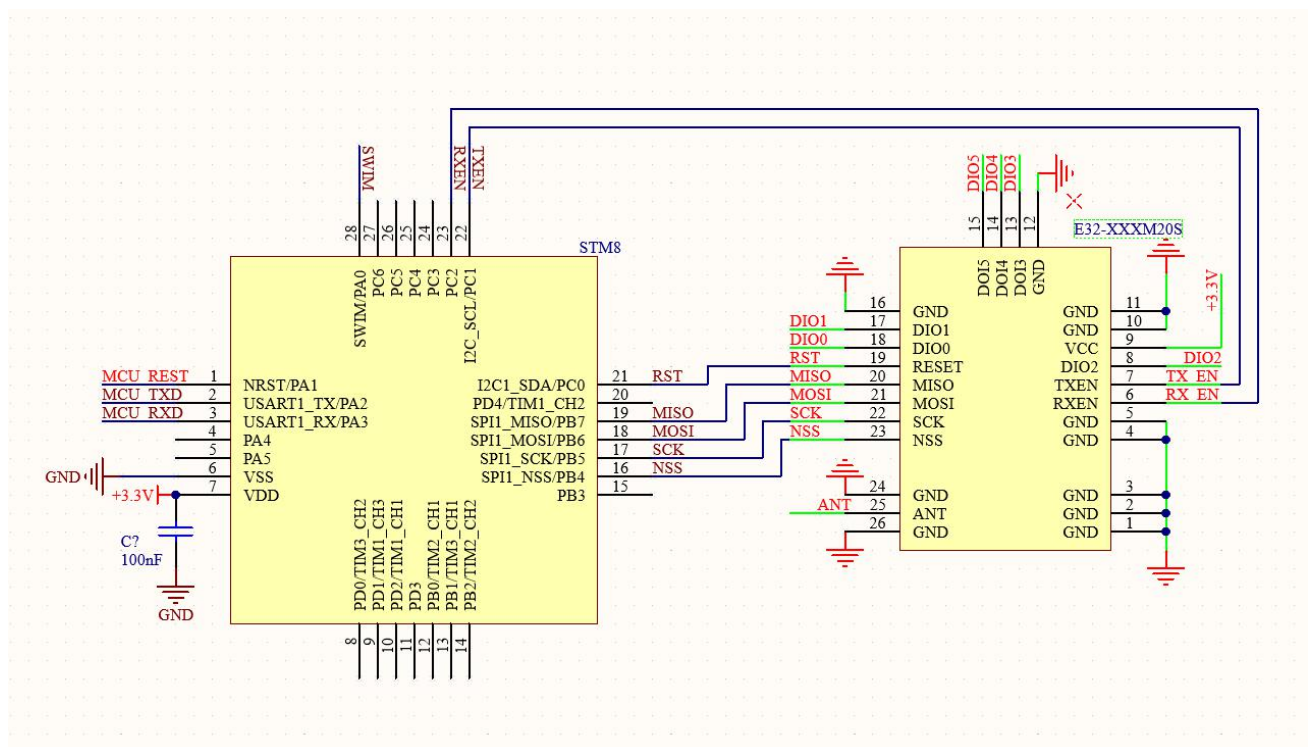 SWIM
RXEN
TXEN
28
27
26
25
24
23
22
STM8
SWIM/PA0
PC6
PC5
PC4
PC3
PC2
I2C_SCL/PC1
MCU_REST 1 NRST/PA1
MCU_TXD 2 USART1_TX/PA2
MCU_RXD 3 USART1_RX/PA3
4 PA4
5 PA5
GND 6 VSS
+3.3V 7 VDD
C?
100nF
GND
I2C1_SDA/PC0 21 RST
PD4/TIM1_CH2 20
SPI1_MISO/PB7 19 MISO
SPI1_MOSI/PB6 18 MOSI
SPI1_SCK/PB5 17 SCK
SPI1_NSS/PB4 16 NSS
PB3 15
PD0/TIM3_CH2
PD1/TIM1_CH3
PD2/TIM1_CH1
PD3
PB0/TIM2_CH1
PB1/TIM3_CH1
PB2/TIM2_CH2
8
9
10
11
12
13
14
DIO5
DIO4
DIO3
15
14
13
12
E32-XXXM20S
DOI5
DOI4
DOI3
GND
16 GND
DIO1 17 DIO1
DIO0 18 DIO0
RST 19 RESET
MISO 20 MISO
MOSI 21 MOSI
SCK 22 SCK
NSS 23 NSS
24 GND
ANT 25 ANT
26 GND
+3.3V
GND 11
GND 10
VCC 9
DIO2 8 DIO2
TXEN 7 TX_EN
RXEN 6 RX_EN
GND 5
GND 4
GND 3
GND 2
GND 1